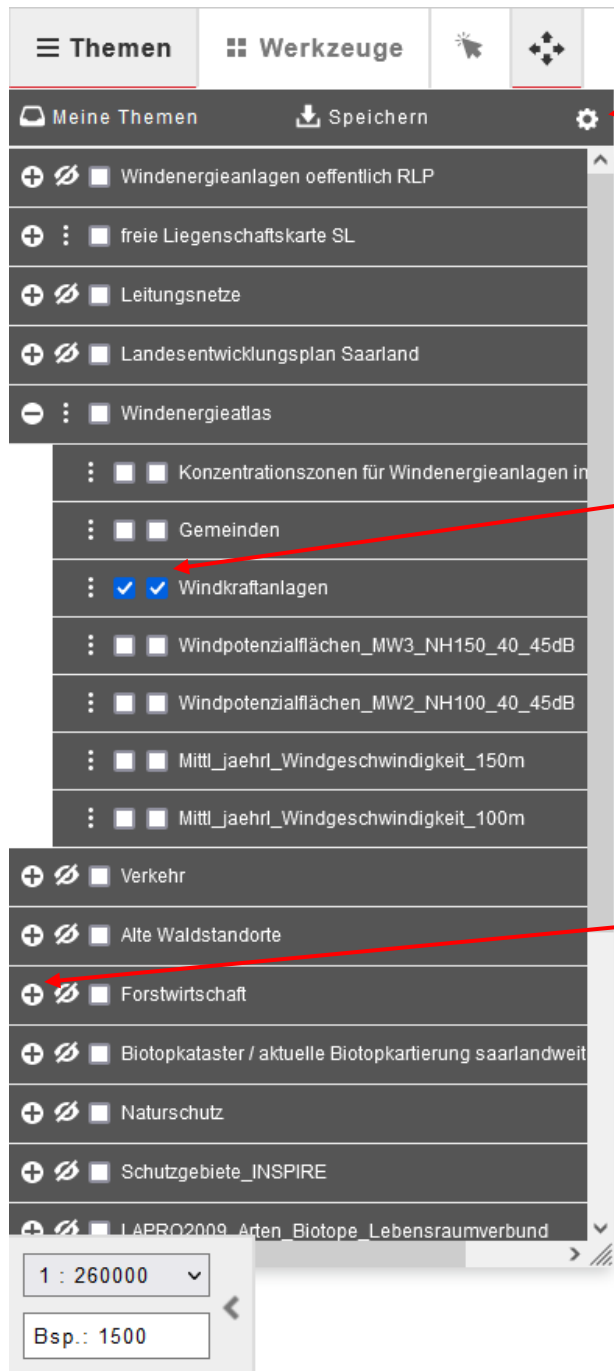 Themen Werkzeuge
Meine Themen Speichern
Windenergieanlagen oeffentlich RLP
freie Liegenschaftskarte SL
Leitungsnetze
Landesentwicklungsplan Saarland
Windenergieatlas
Konzentrationszonen für Windenergieanlagen in
Gemeinden
Windkraftanlagen
Windpotenzialflächen_MW3_NH150_40_45dB
Windpotenzialflächen_MW2_NH100_40_45dB
Mittl_jaehrl_Windgeschwindigkeit_150m
Mittl_jaehrl_Windgeschwindigkeit_100m
Verkehr
Alte Waldstandorte
Forstwirtschaft
Biotopkataster / aktuelle Biotopkartierung saarlandweit
Naturschutz
Schutzgebiete_INSPIRE
LAPRO2009_Arten_Biotope_Lebensraumverbund
1 : 260000
Bsp.: 1500